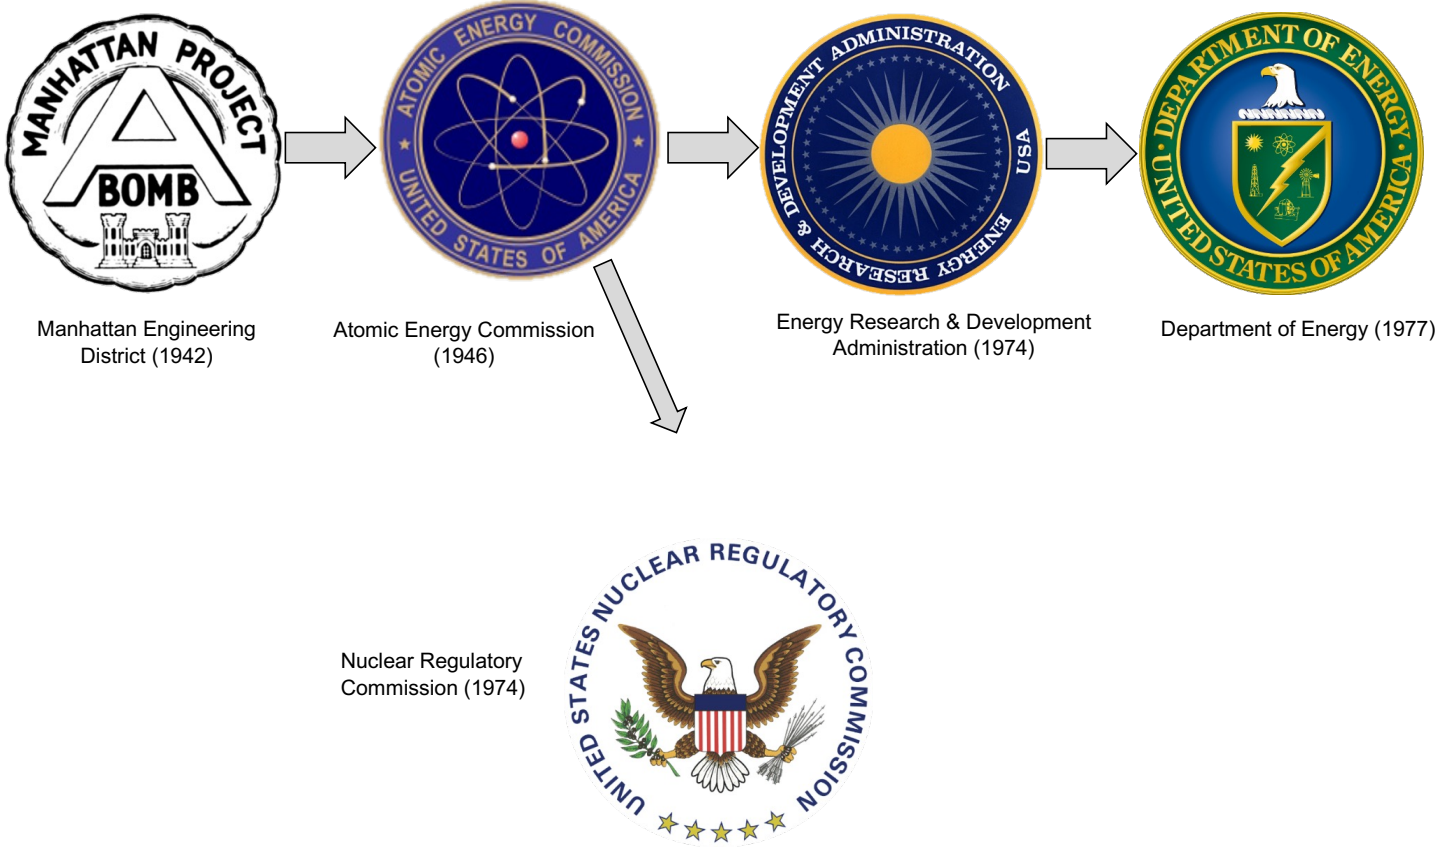 MANHATTAN PROJECT
A
BOMB
ATOMIC ENERGY COMMISSION
UNITED STATES OF AMERICA
ENERGY RESEARCH & DEVELOPMENT ADMINISTRATION
USA
DEPARTMENT OF ENERGY
UNITED STATES OF AMERICA
Manhattan Engineering
District (1942)
Atomic Energy Commission
(1946)
Energy Research & Development
Administration (1974)
Department of Energy (1977)
Nuclear Regulatory
Commission (1974)
UNITED STATES NUCLEAR REGULATORY COMMISSION